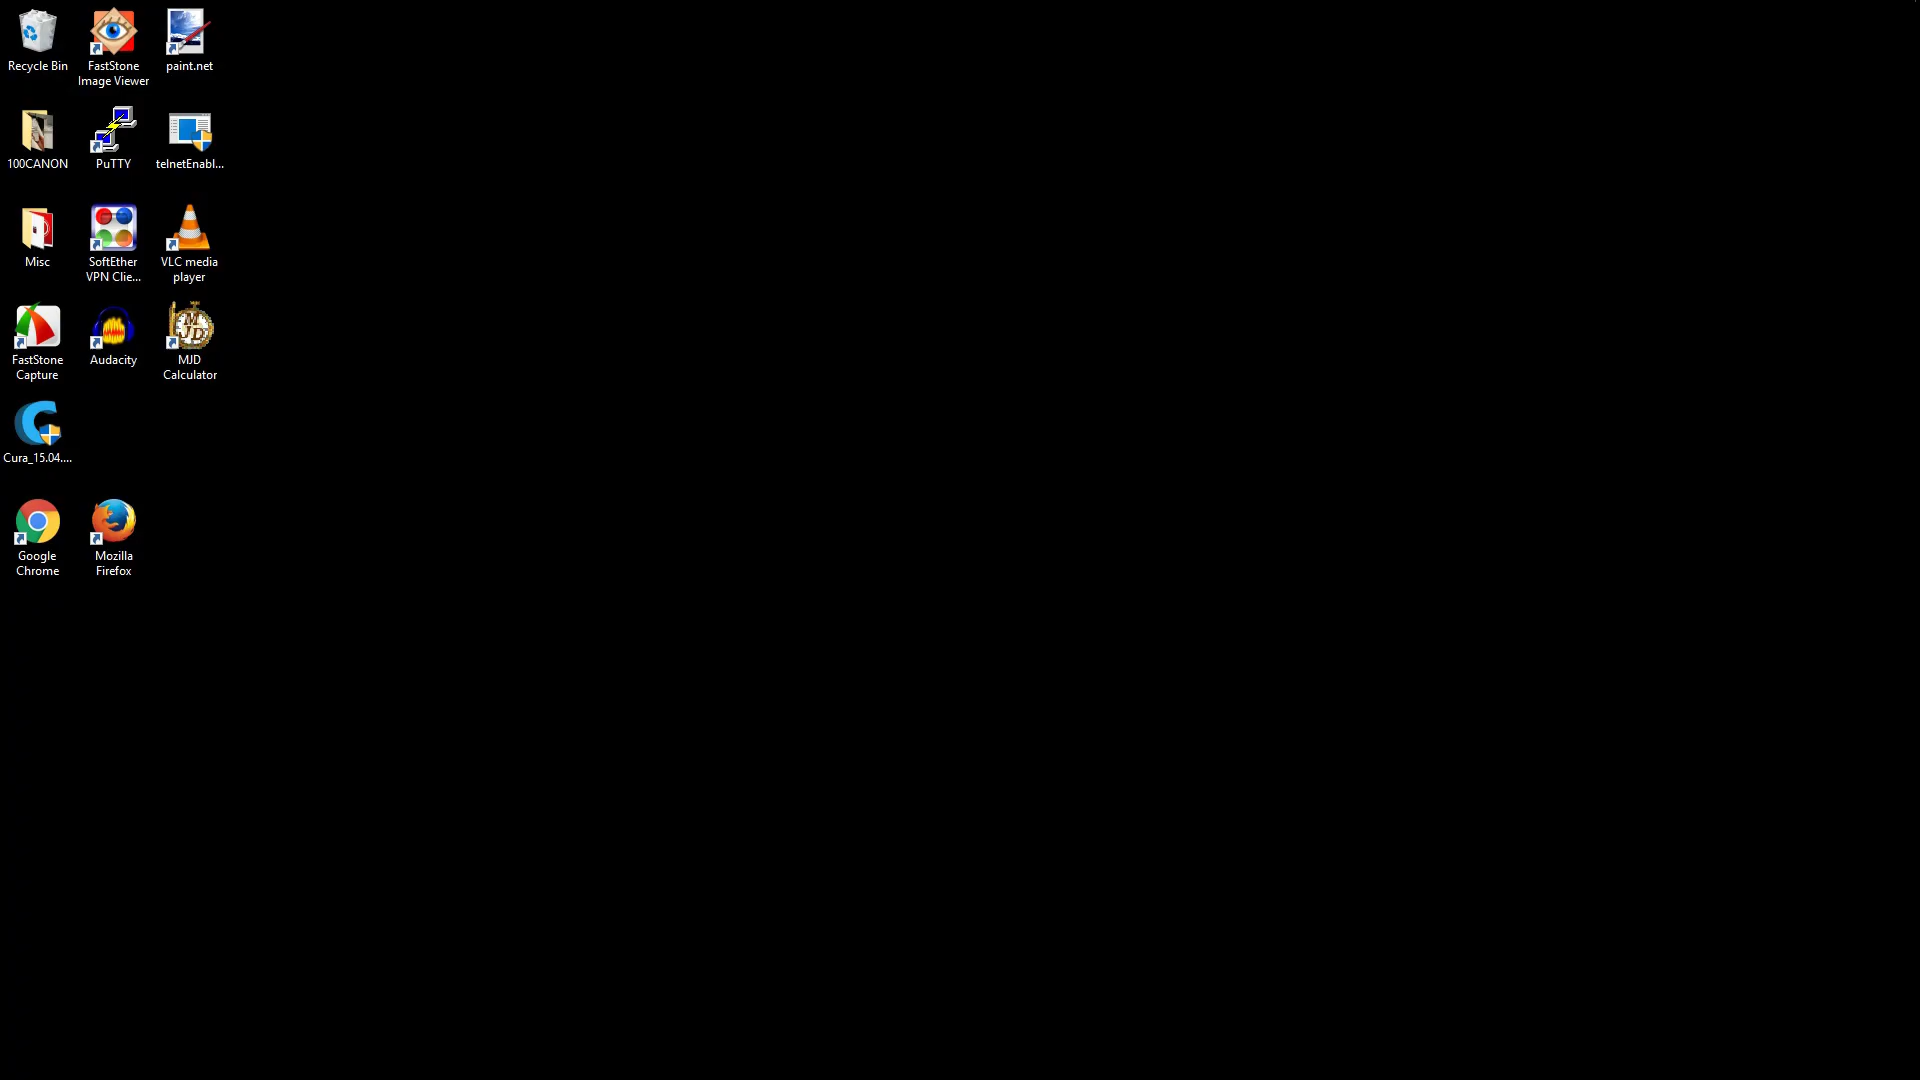 Recycle Bin
FastStone
Image Viewer
paint.net
100CANON
PuTTY
telnetEnabl...
Misc
SoftEther
VPN Clie...
VLC media
player
FastStone
Capture
Audacity
MJD
Calculator
Cura_15.04....
Google
Chrome
Mozilla
Firefox